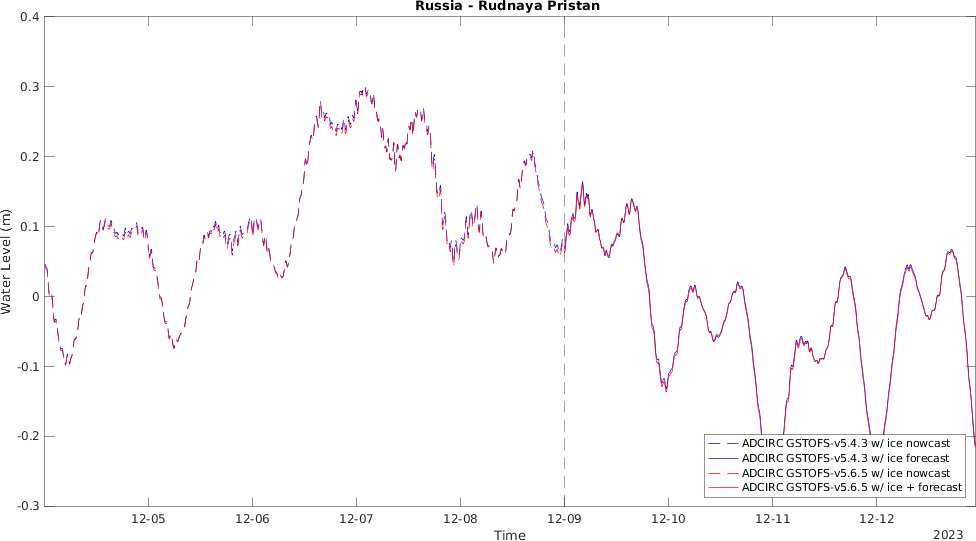 Russia - Rudnaya Pristan
0.4
0.3
0.2
0.1
0
-0.1
-0.2
-0.3
Water Level (m)
ADCIRC GSTOFS-v5.4.3 w/ ice nowcast
ADCIRC GSTOFS-v5.4.3 w/ ice forecast
ADCIRC GSTOFS-v5.6.5 w/ ice nowcast
ADCIRC GSTOFS-v5.6.5 w/ ice + forecast
12-05 12-06 12-07 12-08 12-09 12-10 12-11 12-12
Time
2023